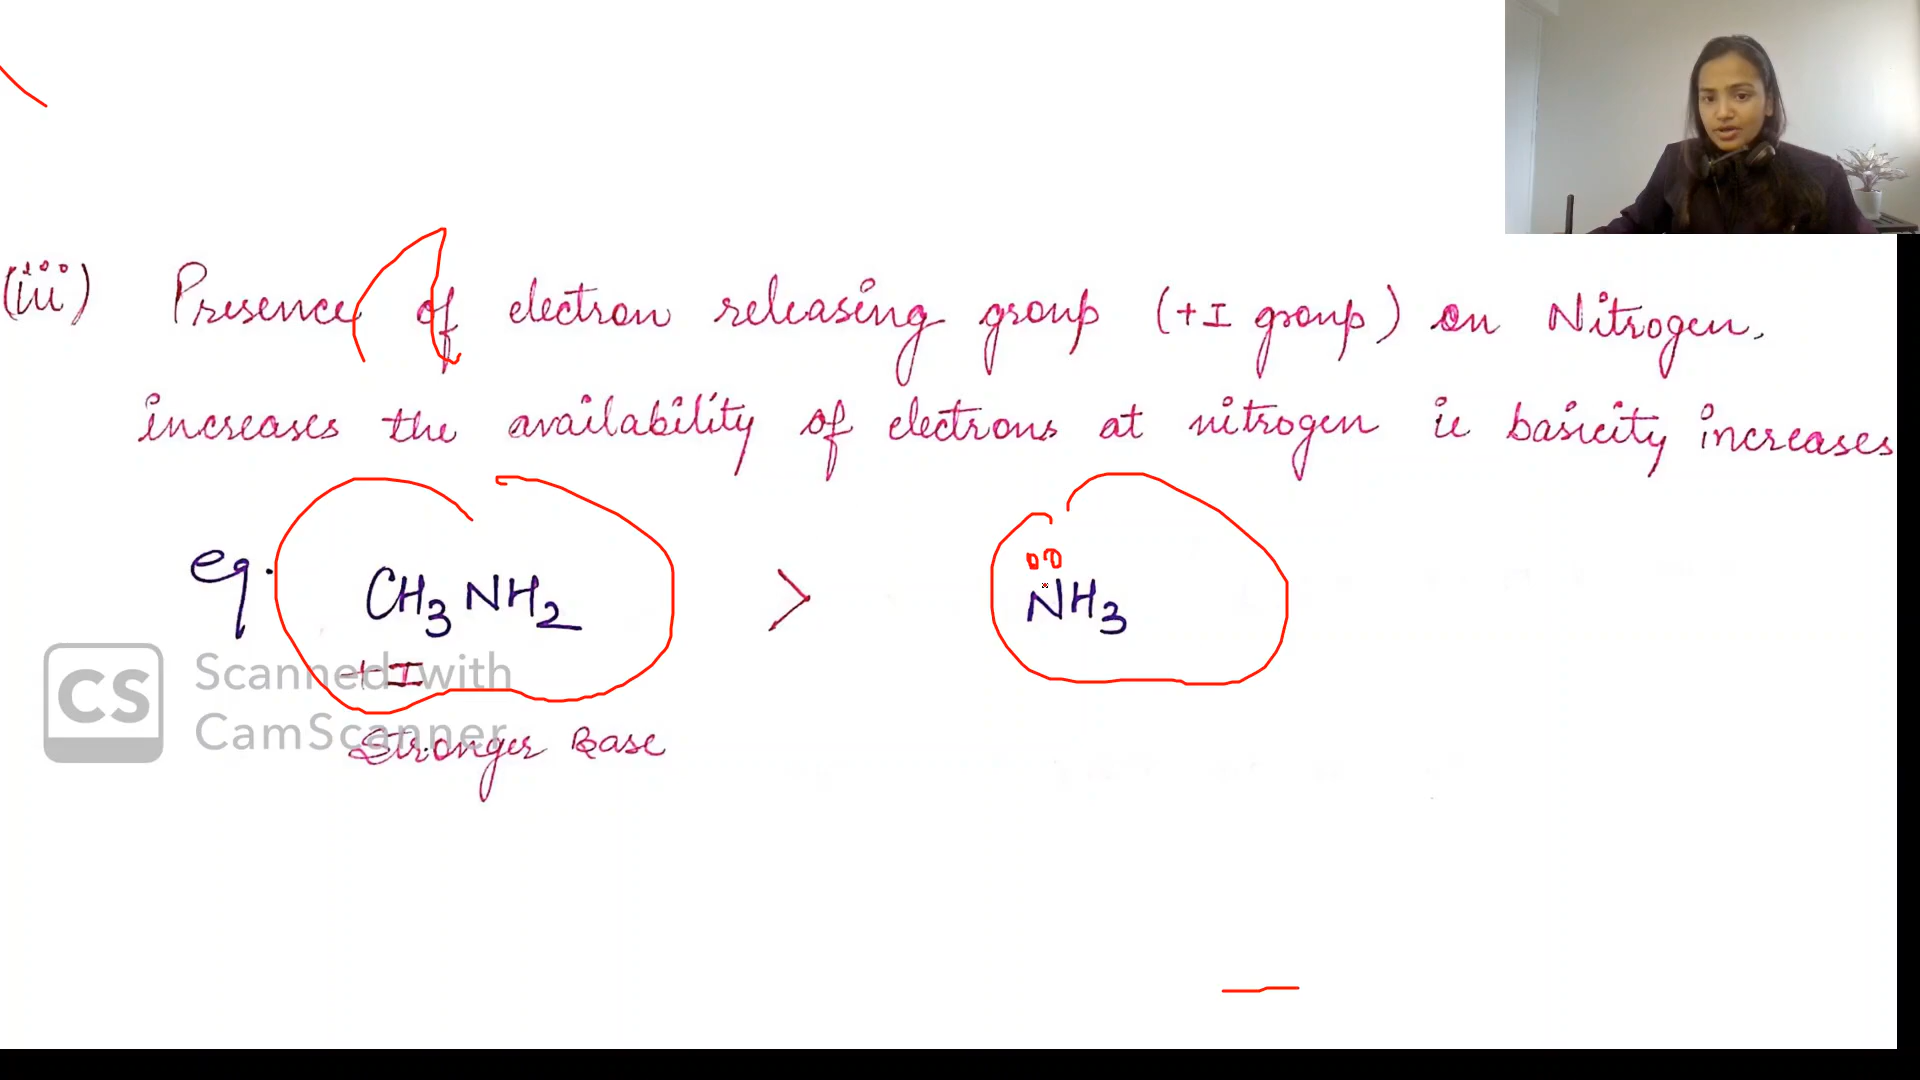 (iii) Presence of electron releasing group (+I group) on Nitrogen,
increases the availability of electrons at nitrogen ie basicity increases
eg. CH3NH2 > NH3
+I
Stronger Base
CS Scanned with
CamScanner